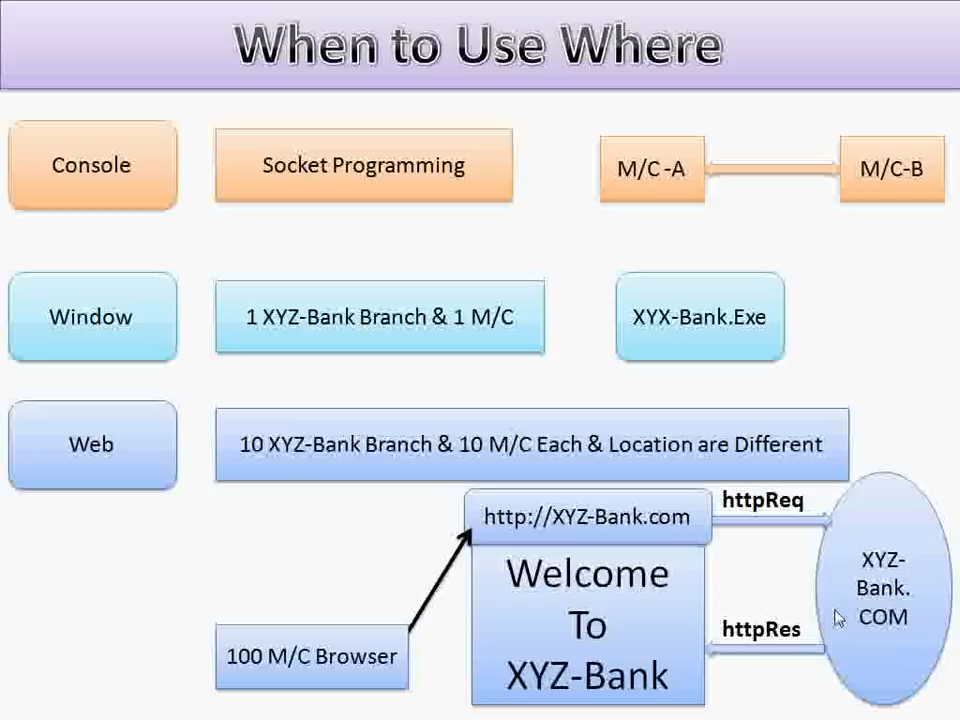 When to Use Where
Console
Socket Programming
M/C -A
M/C-B
Window
1 XYZ-Bank Branch & 1 M/C
XYX-Bank.Exe
Web
10 XYZ-Bank Branch & 10 M/C Each & Location are Different
http://XYZ-Bank.com
httpReq
Welcome
To
XYZ-Bank
XYZ-
Bank.
COM
httpRes
100 M/C Browser